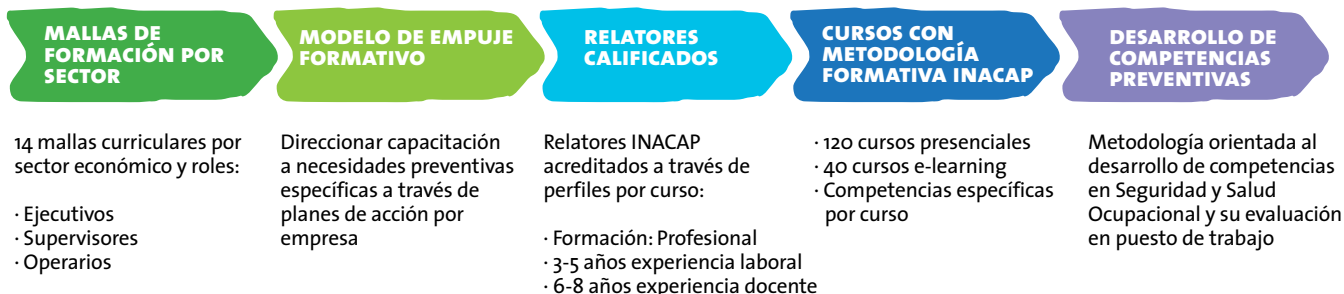 MALLAS DE
FORMACIÓN POR
SECTOR
14 mallas curriculares por
sector económico y roles:
· Ejecutivos
· Supervisores
· Operarios
MODELO DE EMPUJE
FORMATIVO
Direccionar capacitación
a necesidades preventivas
específicas a través de
planes de acción por
empresa
RELATORES
CALIFICADOS
Relatores INACAP
acreditados a través de
perfiles por curso:
· Formación: Profesional
· 3-5 años experiencia laboral
· 6-8 años experiencia docente
CURSOS CON
METODOLOGÍA
FORMATIVA INACAP
· 120 cursos presenciales
· 40 cursos e-learning
· Competencias específicas
por curso
DESARROLLO DE
COMPETENCIAS
PREVENTIVAS
Metodología orientada al
desarrollo de competencias
en Seguridad y Salud
Ocupacional y su evaluación
en puesto de trabajo